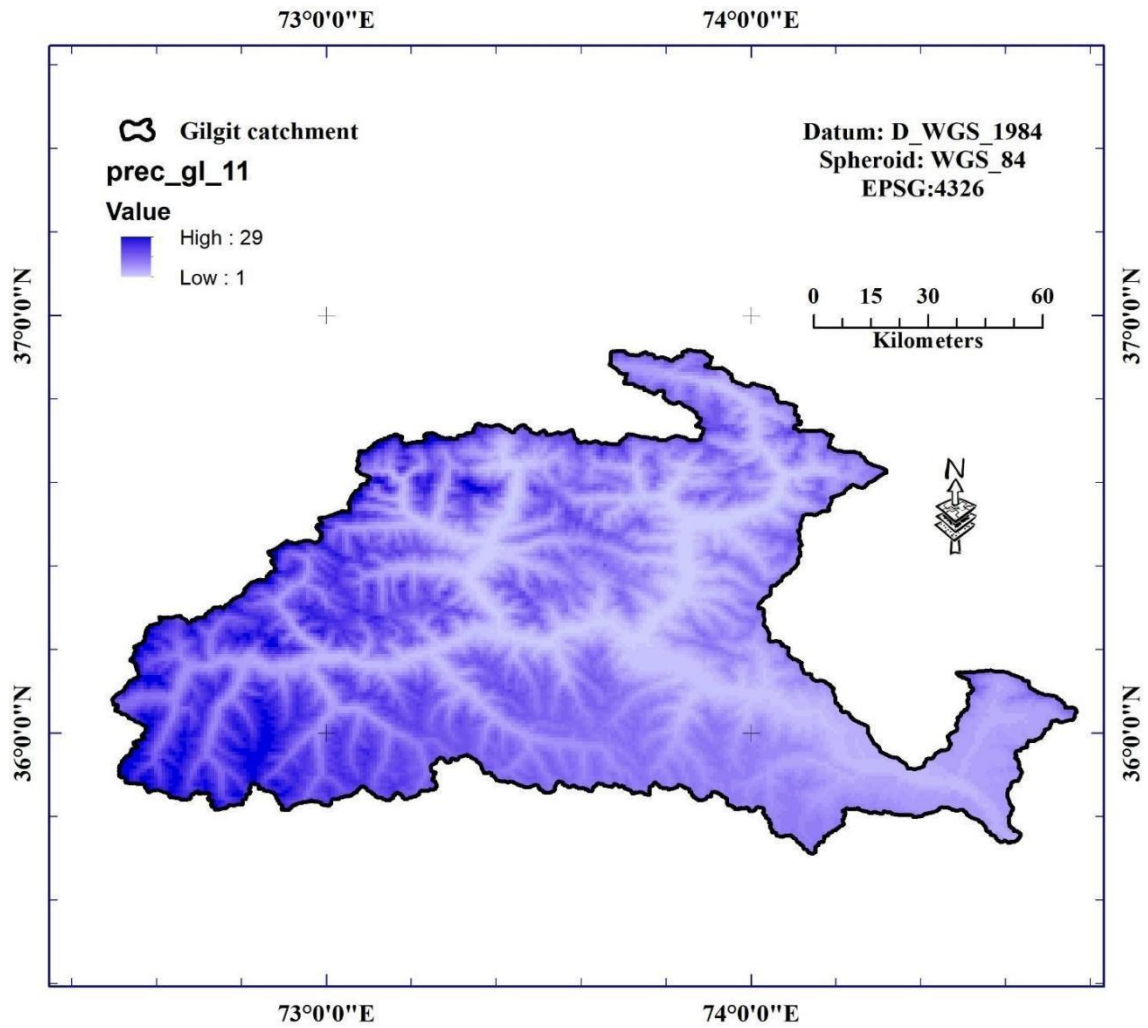 73°0'0"E
74°0'0"E
Gilgit catchment
prec_gl_11
Value
High : 29
Low : 1
Datum: D_WGS_1984
Spheroid: WGS_84
EPSG:4326
0 15 30 60
Kilometers
37°0'0"N
37°0'0"N
N
36°0'0"N
36°0'0"N
73°0'0"E
74°0'0"E